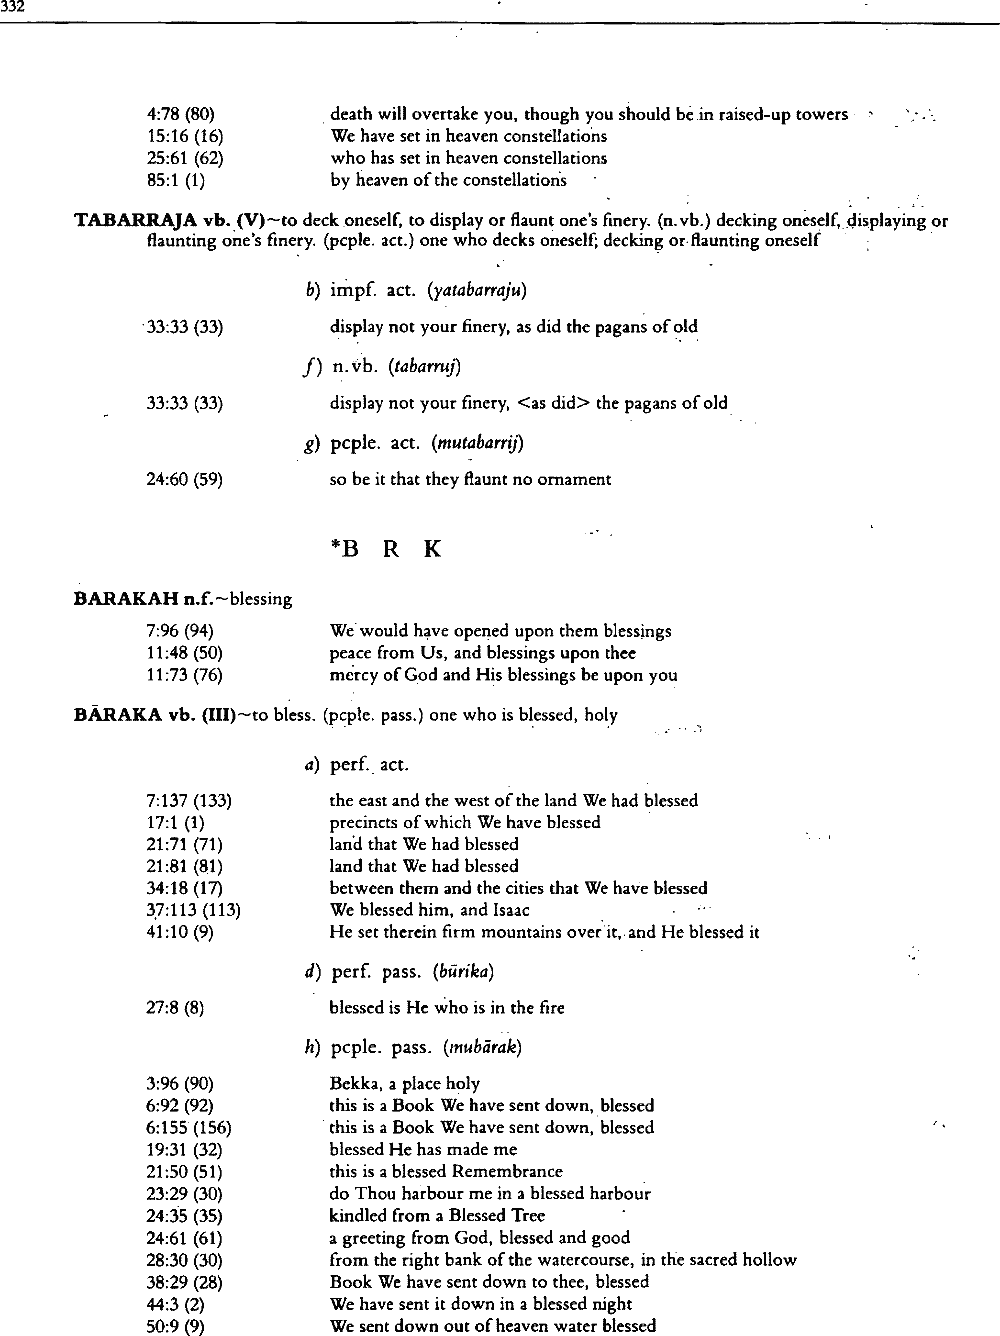 332
4:78 (80) death will overtake you, though you should be in raised-up towers
15:16 (16) We have set in heaven constellations
25:61 (62) who has set in heaven constellations
85:1 (1) by heaven of the constellations
TABARRAJA vb. (V)~to deck oneself, to display or flaunt one's finery. (n.vb.) decking oneself, displaying or
flaunting one's finery. (pcple. act.) one who decks oneself; decking or flaunting oneself
b) impf. act. (yatabarraju)
33:33 (33) display not your finery, as did the pagans of old
f) n.vb. (tabarruj)
33:33 (33) display not your finery, <as did> the pagans of old
g) pcple. act. (mutabarrij)
24:60 (59) so be it that they flaunt no ornament
*B R K
BARAKAH n.f.~blessing
7:96 (94) We would have opened upon them blessings
11:48 (50) peace from Us, and blessings upon thee
11:73 (76) mercy of God and His blessings be upon you
BĀRAKA vb. (III)~to bless. (pcple. pass.) one who is blessed, holy
a) perf. act.
7:137 (133) the east and the west of the land We had blessed
17:1 (1) precincts of which We have blessed
21:71 (71) land that We had blessed
21:81 (81) land that We had blessed
34:18 (17) between them and the cities that We have blessed
37:113 (113) We blessed him, and Isaac
41:10 (9) He set therein firm mountains over it, and He blessed it
d) perf. pass. (būrika)
27:8 (8) blessed is He who is in the fire
h) pcple. pass. (mubārak)
3:96 (90) Bekka, a place holy
6:92 (92) this is a Book We have sent down, blessed
6:155 (156) this is a Book We have sent down, blessed
19:31 (32) blessed He has made me
21:50 (51) this is a blessed Remembrance
23:29 (30) do Thou harbour me in a blessed harbour
24:35 (35) kindled from a Blessed Tree
24:61 (61) a greeting from God, blessed and good
28:30 (30) from the right bank of the watercourse, in the sacred hollow
38:29 (28) Book We have sent down to thee, blessed
44:3 (2) We have sent it down in a blessed night
50:9 (9) We sent down out of heaven water blessed